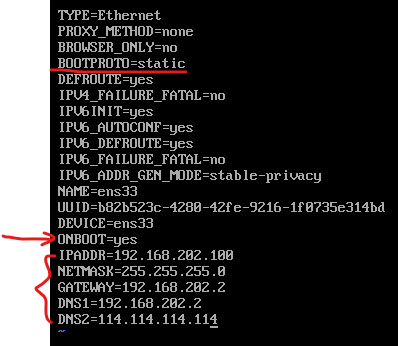 TYPE=Ethernet
PROXY_METHOD=none
BROWSER_ONLY=no
BOOTPROTO=static
DEFROUTE=yes
IPV4_FAILURE_FATAL=no
IPV6INIT=yes
IPV6_AUTOCONF=yes
IPV6_DEFROUTE=yes
IPV6_FAILURE_FATAL=no
IPV6_ADDR_GEN_MODE=stable-privacy
NAME=ens33
UUID=b82b523c-4280-42fe-9216-1f0735e314bd
DEVICE=ens33
ONBOOT=yes
IPADDR=192.168.202.100
NETMASK=255.255.255.0
GATEWAY=192.168.202.2
DNS1=192.168.202.2
DNS2=114.114.114.114
~